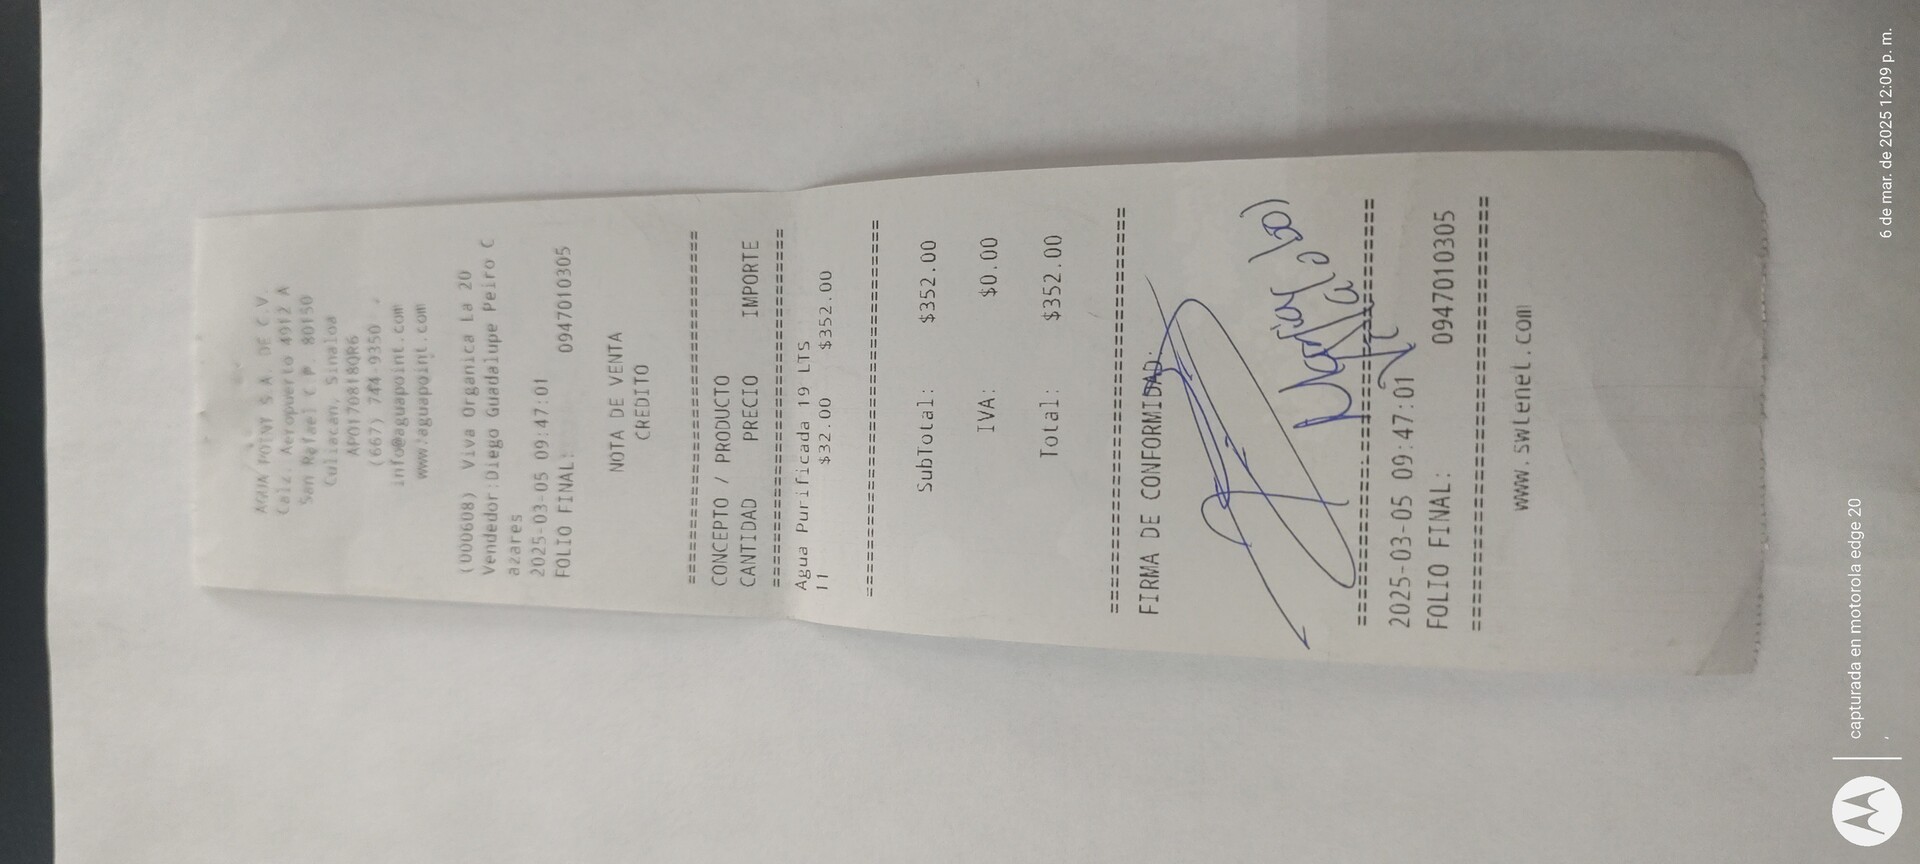 AGUA POINT S.A. DE C.V.
Calz. Aeropuerto 4912 A
San Rafael C.P. 80150
Culiacan, Sinaloa
APO170818QR6
(667) 744-9350
info@aguapoint.com
www.aguapoint.com
(000608) Viva Organica La 20
Vendedor:Diego Guadalupe Peiro C
azares
2025-03-05 09:47:01
FOLIO FINAL: 0947010305
NOTA DE VENTA
CREDITO
================================
CONCEPTO / PRODUCTO
CANTIDAD PRECIO IMPORTE
================================
Agua Purificada 19 LTS
11 $32.00 $352.00
================================
SubTotal: $352.00
IVA: $0.00
Total: $352.00
================================
FIRMA DE CONFORMIDAD:
================================
2025-03-05 09:47:01
FOLIO FINAL: 0947010305
================================
www.swlenel.com
capturada en motorola edge 20
6 de mar. de 2025 12:09 p. m.